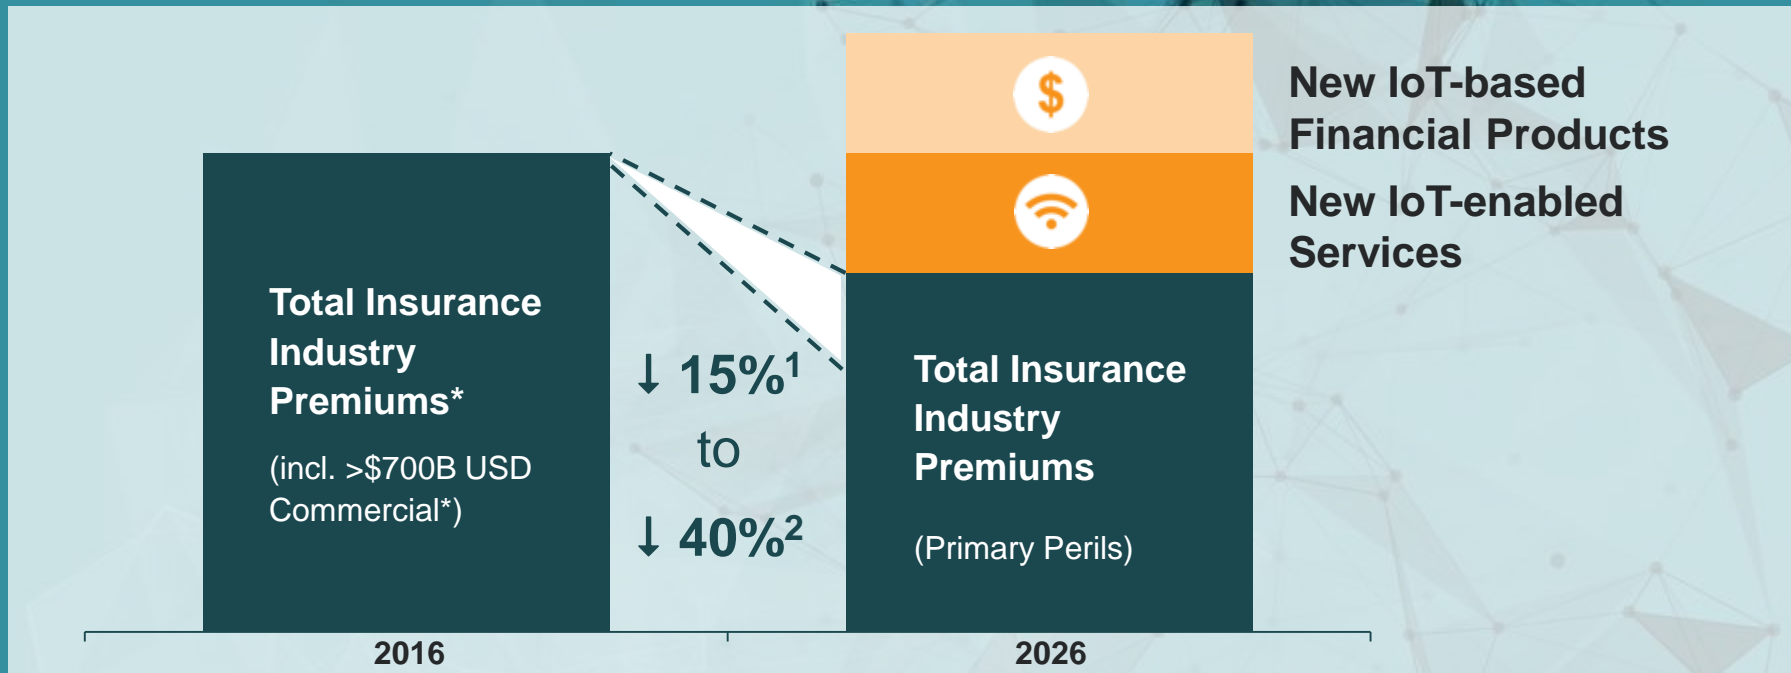 $
New IoT-based
Financial Products
New IoT-enabled
Services
Total Insurance
Industry
Premiums*
(incl. >$700B USD
Commercial*)
↓ 15%¹
to
↓ 40%²
Total Insurance
Industry
Premiums
(Primary Perils)
2016
2026